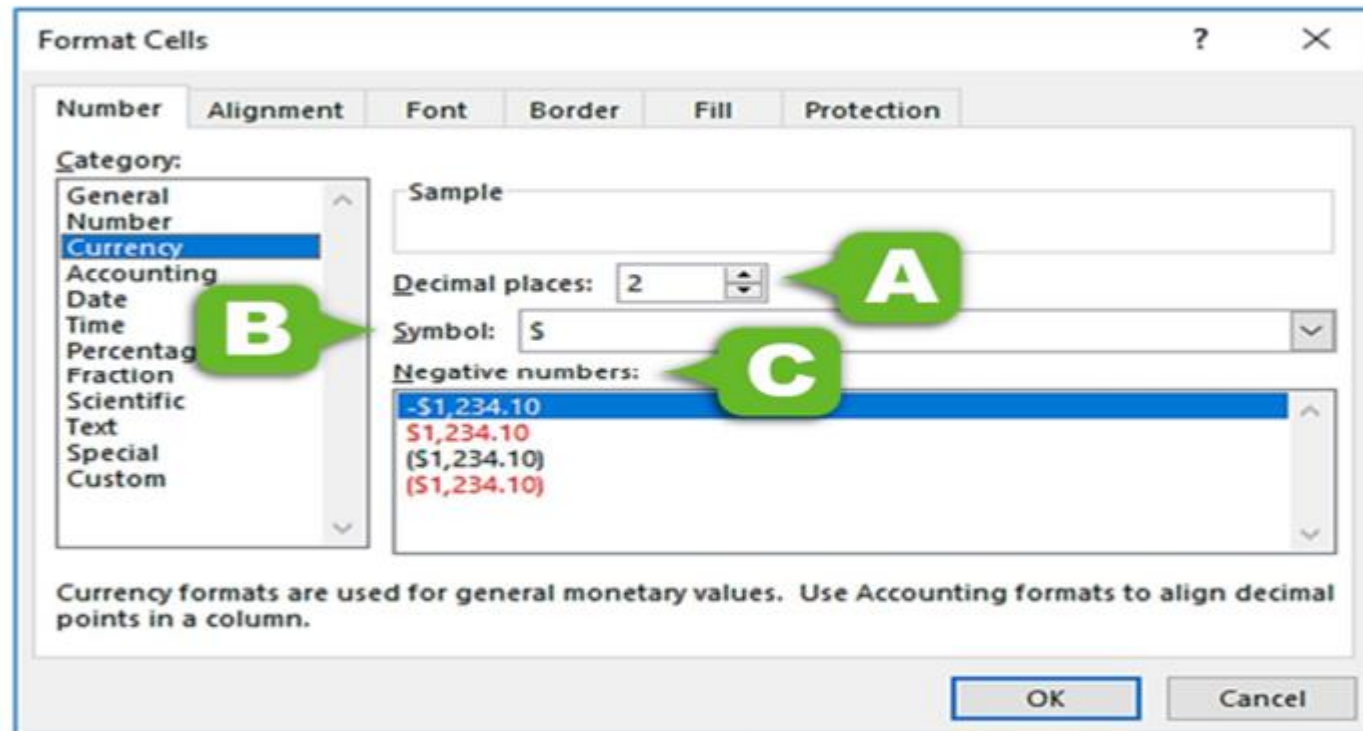 Format Cells
?
Number Alignment Font Border Fill Protection
Category:
General
Number
Currency
Accounting
Date
Time
Percentag
Fraction
Scientific
Text
Special
Custom
Sample
Decimal places: 2
A
B
Symbol: $
Negative numbers:
C
-$1,234.10
$1,234.10
($1,234.10)
($1,234.10)
Currency formats are used for general monetary values. Use Accounting formats to align decimal
points in a column.
OK Cancel